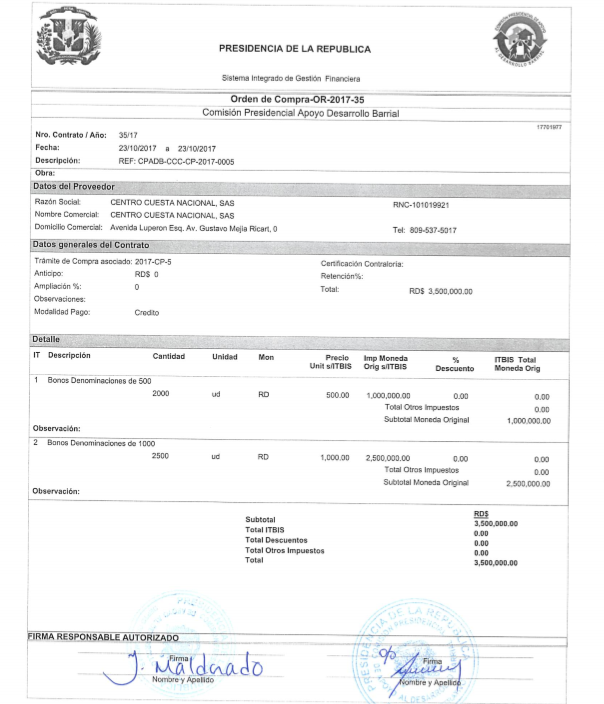 PRESIDENCIA DE LA REPUBLICA
Sistema Integrado de Gestión Financiera
Orden de Compra-OR-2017-35
Comisión Presidencial Apoyo Desarrollo Barrial
17701977
Nro. Contrato / Año: 35/17
Fecha: 23/10/2017 a 23/10/2017
Descripción: REF: CPADB-CCC-CP-2017-0005
Obra:
Datos del Proveedor
Razón Social: CENTRO CUESTA NACIONAL, SAS RNC-101019921
Nombre Comercial: CENTRO CUESTA NACIONAL, SAS
Domicilio Comercial: Avenida Luperon Esq. Av. Gustavo Mejia Ricart, 0 Tel: 809-537-5017
Datos generales del Contrato
Trámite de Compra asociado: 2017-CP-5 Certificación Contraloria:
Anticipo: RD$ 0 Retención%:
Ampliación %: 0 Total: RD$ 3,500,000.00
Observaciones:
Modalidad Pago: Credito
Detalle
IT Descripción Cantidad Unidad Mon Precio Unit s/ITBIS Imp Moneda Orig s/ITBIS % Descuento ITBIS Total Moneda Orig
1 Bonos Denominaciones de 500
2000 ud RD 500.00 1,000,000.00 0.00 0.00
Total Otros Impuestos 0.00
Subtotal Moneda Original 1,000,000.00
Observación:
2 Bonos Denominaciones de 1000
2500 ud RD 1,000.00 2,500,000.00 0.00 0.00
Total Otros Impuestos 0.00
Subtotal Moneda Original 2,500,000.00
Observación:
RD$
Subtotal 3,500,000.00
Total ITBIS 0.00
Total Descuentos 0.00
Total Otros Impuestos 0.00
Total 3,500,000.00
FIRMA RESPONSABLE AUTORIZADO
Firma Firma
J. Maldonado
Nombre y Apellido Nombre y Apellido
PRESIDENCIA DE LA REPUBLICA